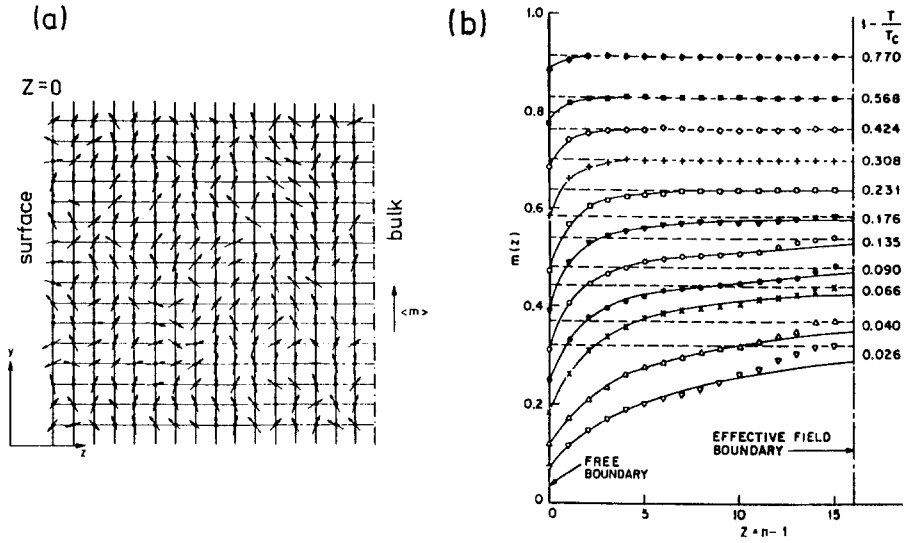 (a)
Z=0
surface
bulk
<m>
y
z
(b)
1 - T/Tc
1.0
0.8
0.6
0.4
0.2
0
m(z)
0.770
0.568
0.424
0.308
0.231
0.176
0.135
0.090
0.066
0.040
0.026
EFFECTIVE FIELD
BOUNDARY
FREE
BOUNDARY
0
5
10
15
Z = n-1